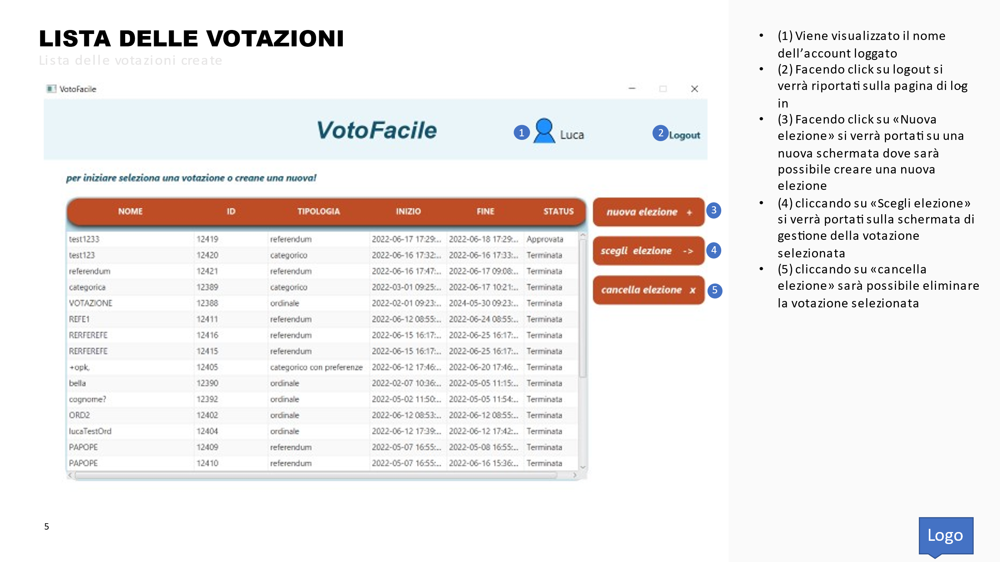 LISTA DELLE VOTAZIONI
Lista delle votazioni create
VotoFacile
VotoFacile
1
Luca
2 Logout
per iniziare seleziona una votazione o creane una nuova!
NOME ID TIPOLOGIA INIZIO FINE STATUS
test1233 12419 referendum 2022-06-17 17:29:... 2022-06-18 17:29:... Approvata
test123 12420 categorico 2022-06-16 17:32:... 2022-06-16 17:33:... Terminata
referendum 12421 referendum 2022-06-16 17:47:... 2022-06-17 09:08:... Terminata
categorica 12389 categorico 2022-03-01 09:25:... 2022-06-17 10:21:... Terminata
VOTAZIONE 12388 ordinale 2022-02-01 09:23:... 2024-05-30 09:23:... Terminata
REFE1 12411 referendum 2022-06-12 08:55:... 2022-06-24 08:55:... Terminata
RERFEREFE 12416 referendum 2022-06-15 16:17:... 2022-06-25 16:17:... Terminata
RERFEREFE 12415 referendum 2022-06-15 16:17:... 2022-06-25 16:17:... Terminata
+opk, 12405 categorico con preferenze 2022-06-12 17:46:... 2022-06-20 17:46:... Terminata
bella 12390 ordinale 2022-02-07 10:36:... 2022-05-05 11:15:... Terminata
cognome? 12392 ordinale 2022-05-02 11:50:... 2022-05-05 11:54:... Terminata
ORD2 12402 ordinale 2022-06-12 08:53:... 2022-06-12 08:55:... Terminata
lucaTestOrd 12404 ordinale 2022-06-12 17:39:... 2022-06-12 17:42:... Terminata
PAPOPE 12409 referendum 2022-05-07 16:55:... 2022-05-08 16:55:... Terminata
PAPOPE 12410 referendum 2022-05-07 16:55:... 2022-06-16 15:36:... Terminata
nuova elezione + 3
scegli elezione -> 4
cancella elezione x 5
• (1) Viene visualizzato il nome
dell’account loggato
• (2) Facendo click su log-out si
verrà riportati sulla pagina di log-
in
• (3) Facendo click su «Nuova
elezione» si verrà portati su una
nuova schermata dove sarà
possibile creare una nuova
elezione
• (4) cliccando su «Scegli elezione»
si verrà portati sulla schermata di
gestione della votazione
selezionata
• (5) cliccando su «cancella
elezione» sarà possibile eliminare
la votazione selezionata
5
Logo